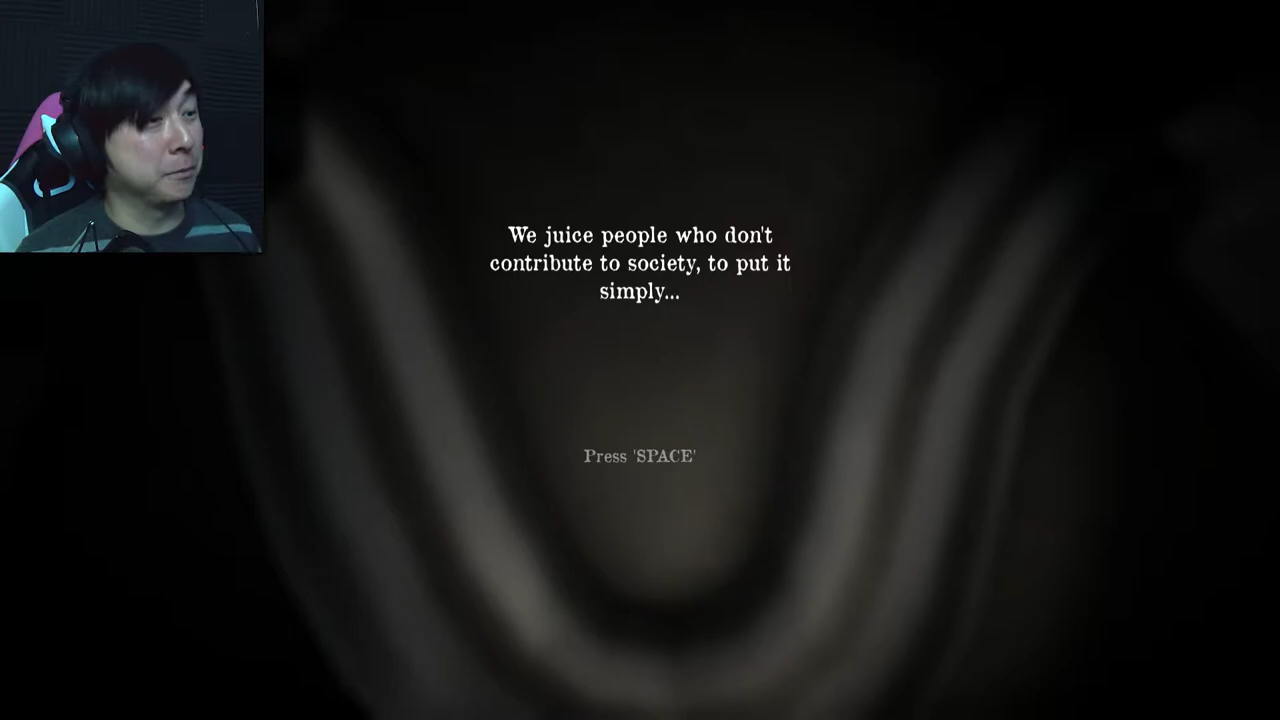 We juice people who don't
contribute to society, to put it
simply...
Press 'SPACE'